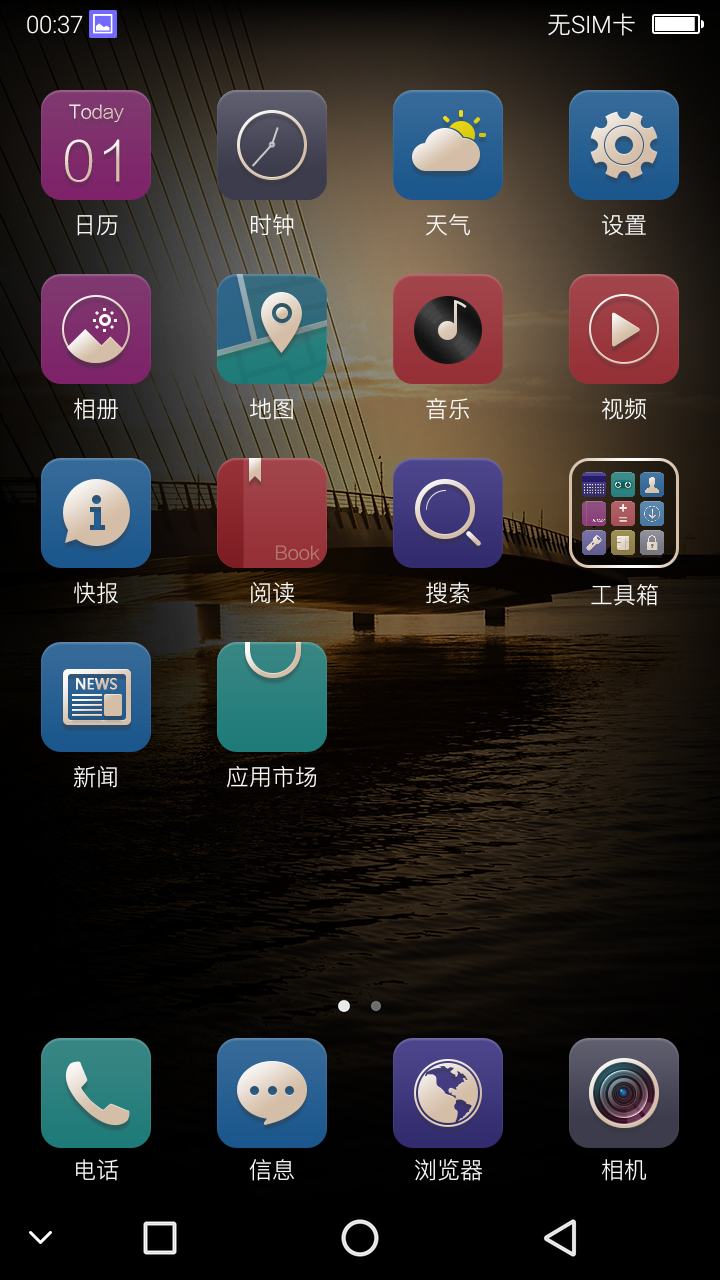 00:37 无SIM卡
Today
01
日历 时钟 天气 设置
相册 地图 音乐 视频
Book
快报 阅读 搜索 工具箱
NEWS
新闻 应用市场
电话 信息 浏览器 相机